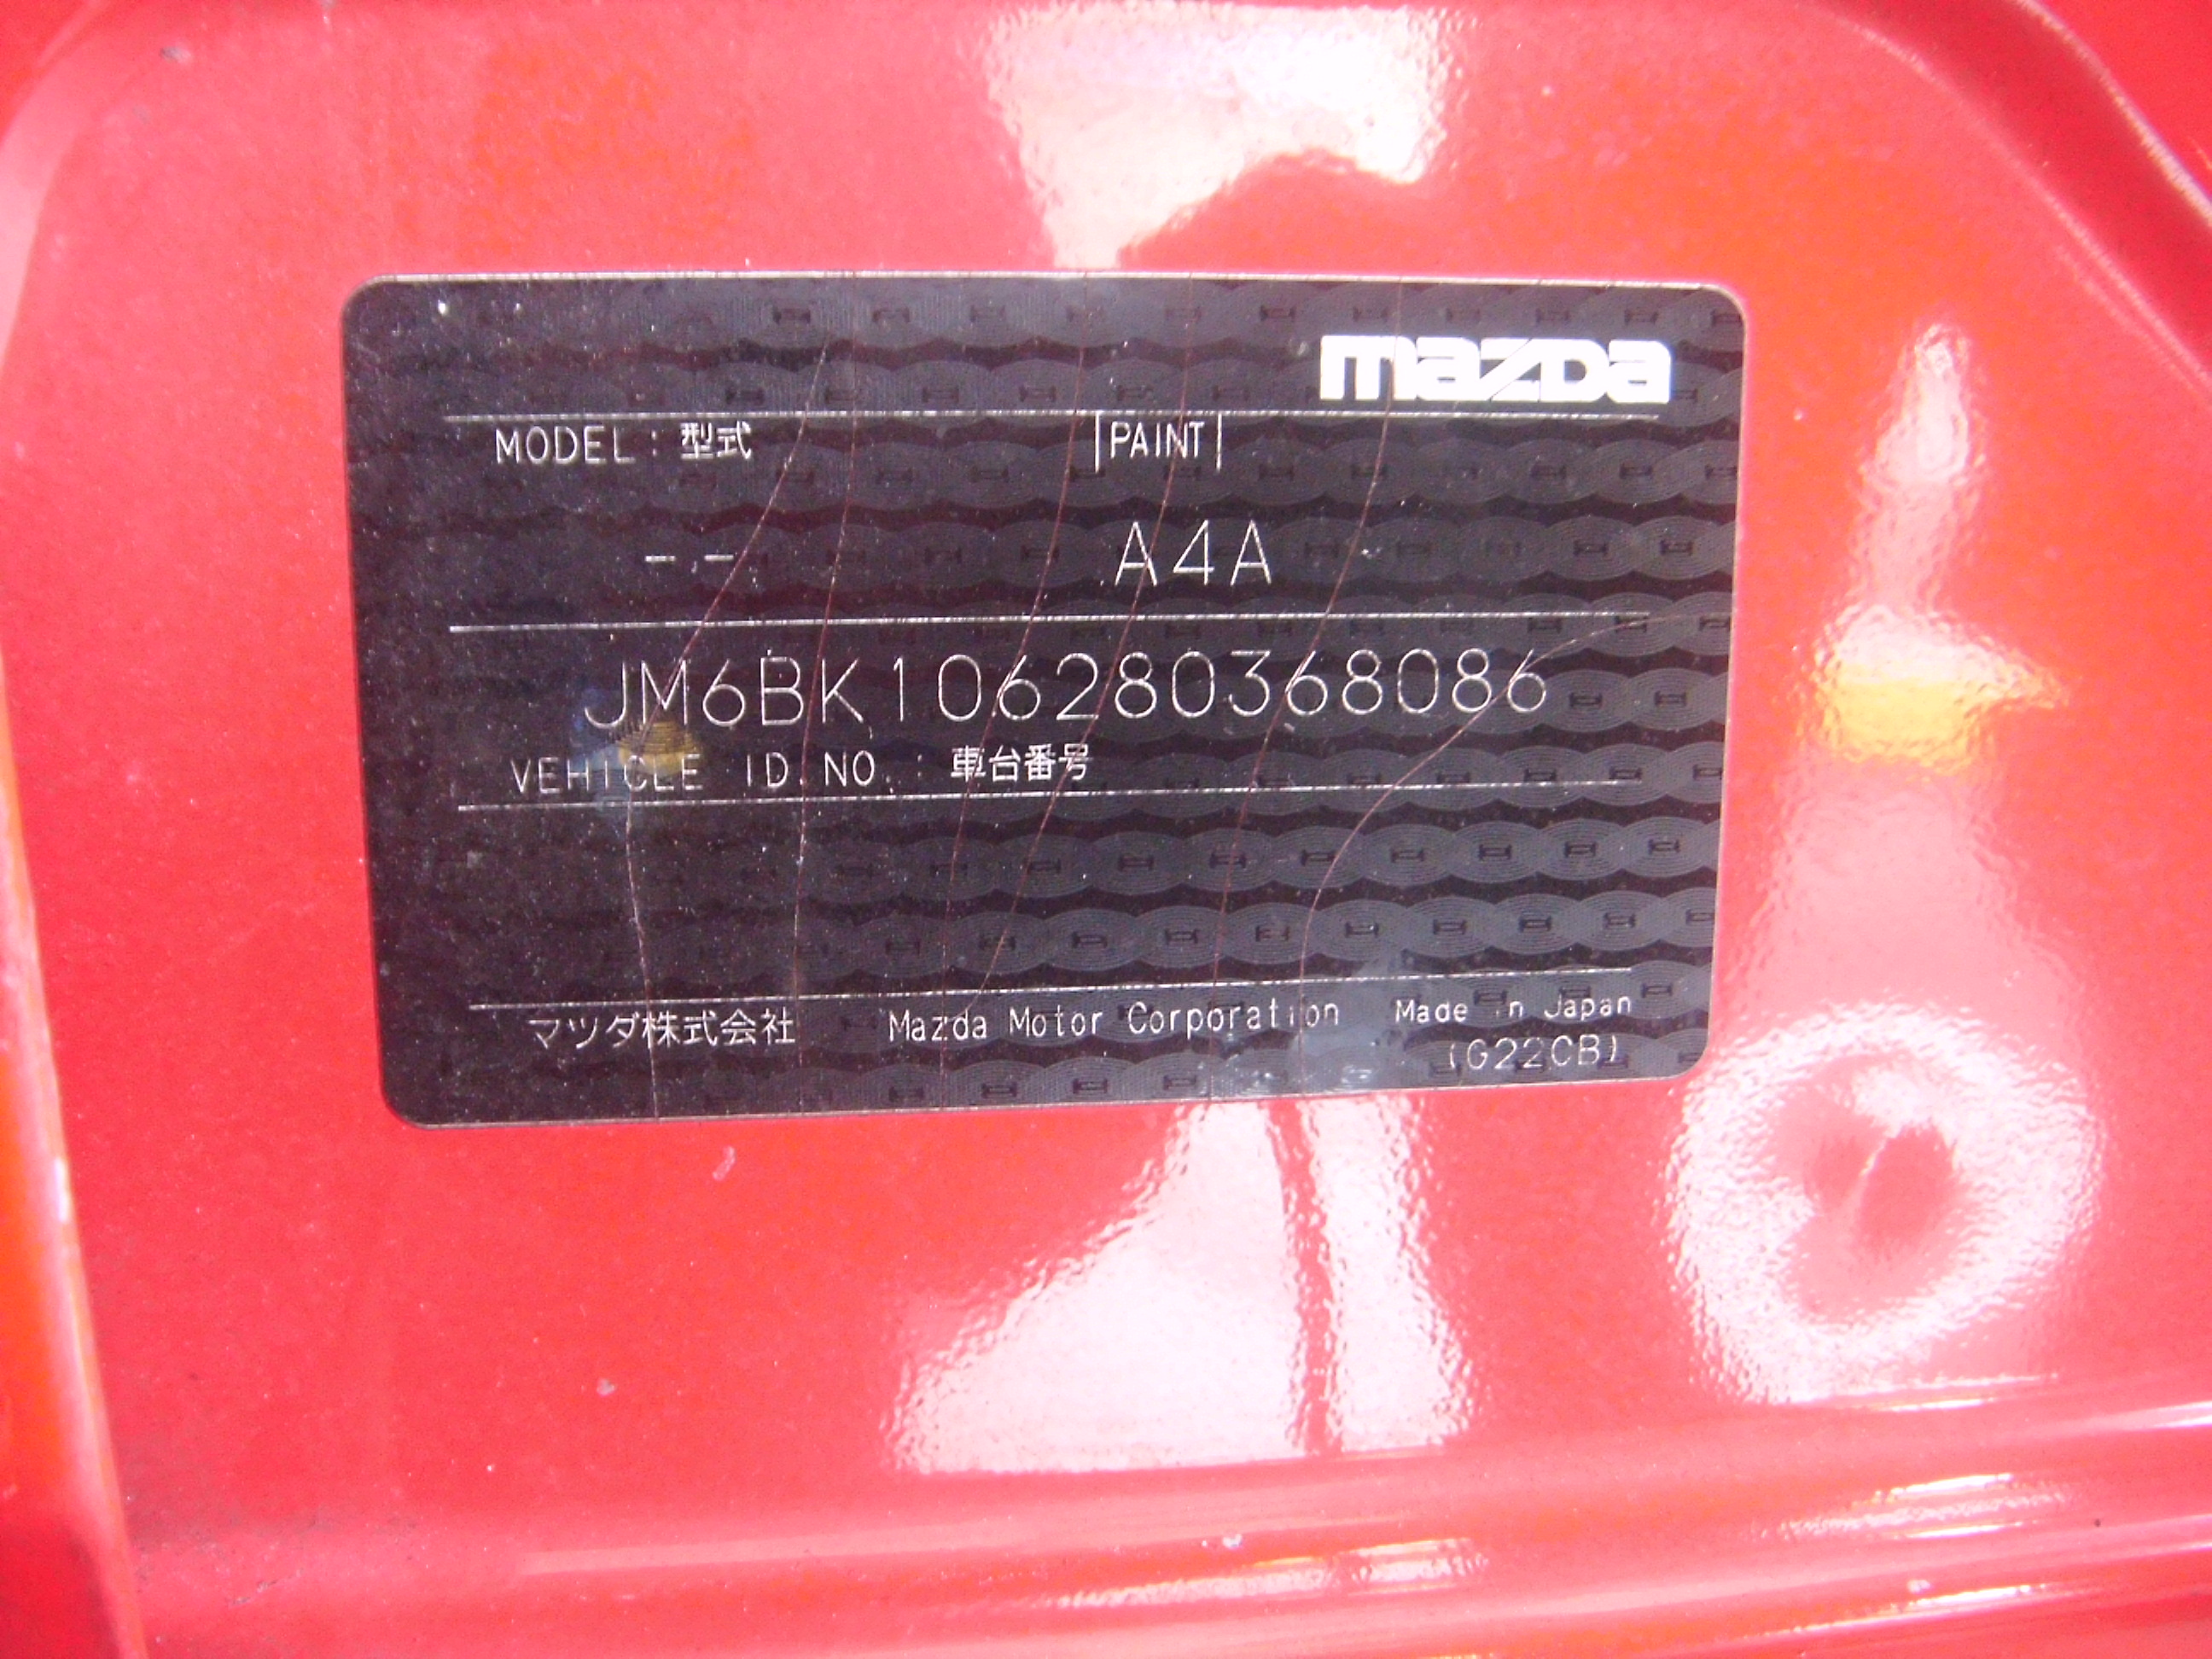 mazda
MODEL : 型式 |PAINT|
-- A4A
JM6BK106280368086
VEHICLE ID.NO. : 車台番号
マツダ株式会社 Mazda Motor Corporation Made in Japan
(G22CB)